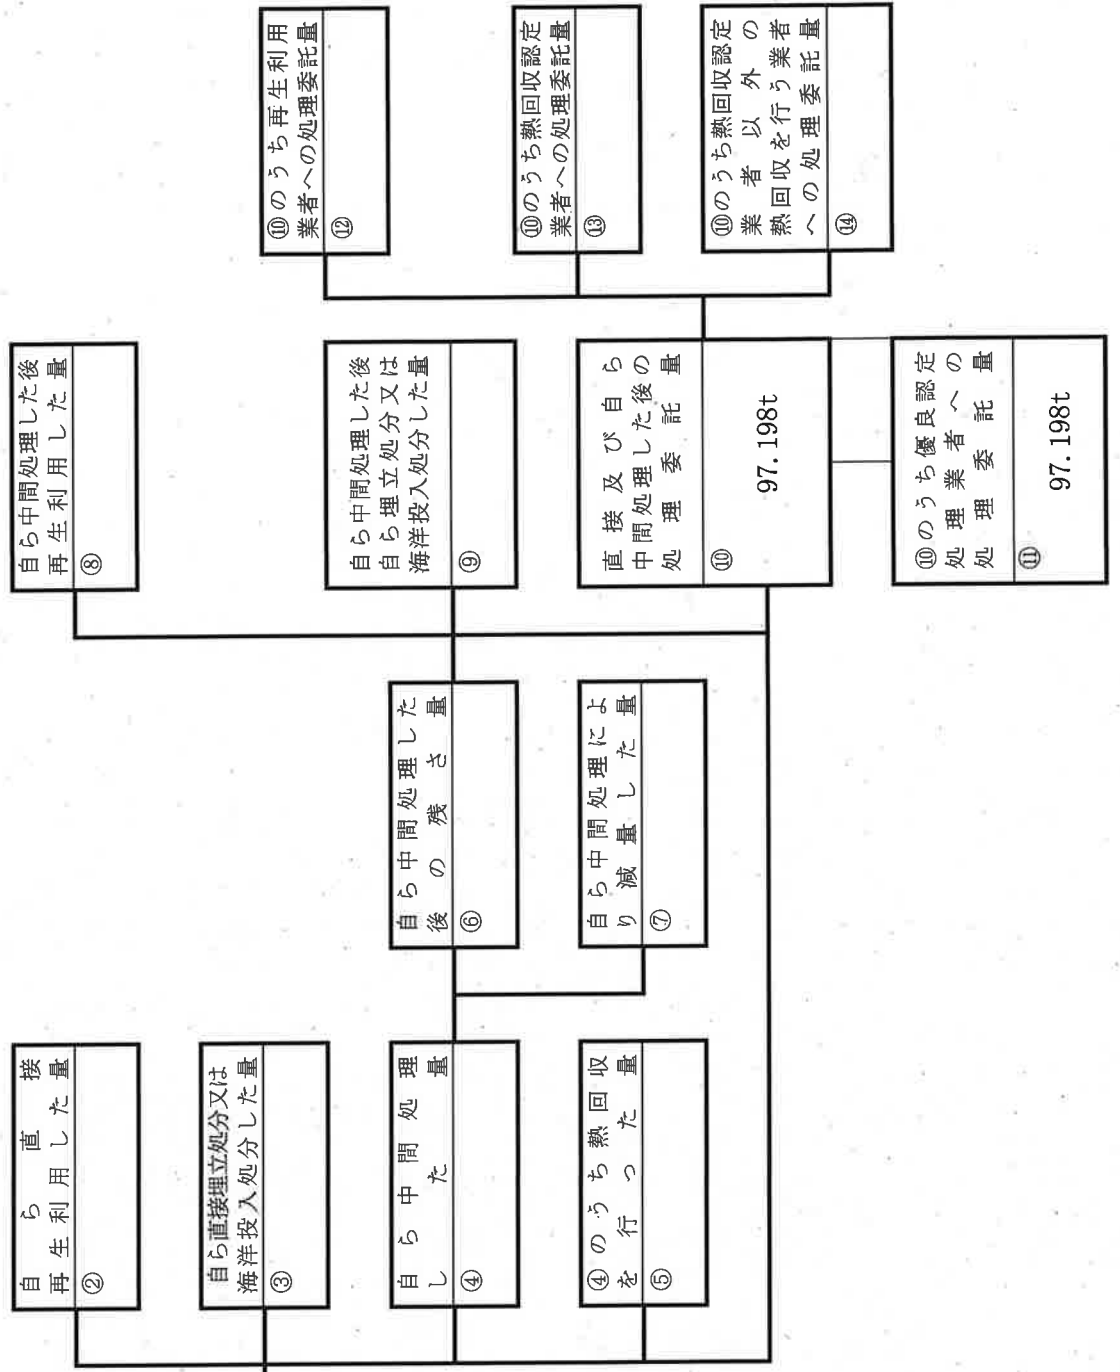 自ら直接
再生利用した量
②
自ら直接埋立処分又は
海洋投入処分した量
③
自ら中間処理
した量
④
④のうち熱回収
を行った量
⑤
自ら中間処理した
後の残さ量
⑥
自ら中間処理によ
り減量した量
⑦
自ら中間処理した後
再生利用した量
⑧
自ら中間処理した後
自ら埋立処分又は
海洋投入処分した量
⑨
直接及び自ら
中間処理した後の
処理委託量
⑩
97.198t
⑩のうち優良認定
処理業者への
処理委託量
⑪
97.198t
⑩のうち再生利用
業者への処理委託量
⑫
⑩のうち熱回収認定
業者への処理委託量
⑬
⑩のうち熱回収認定
業者以外の
熱回収を行う業者
への処理委託量
⑭